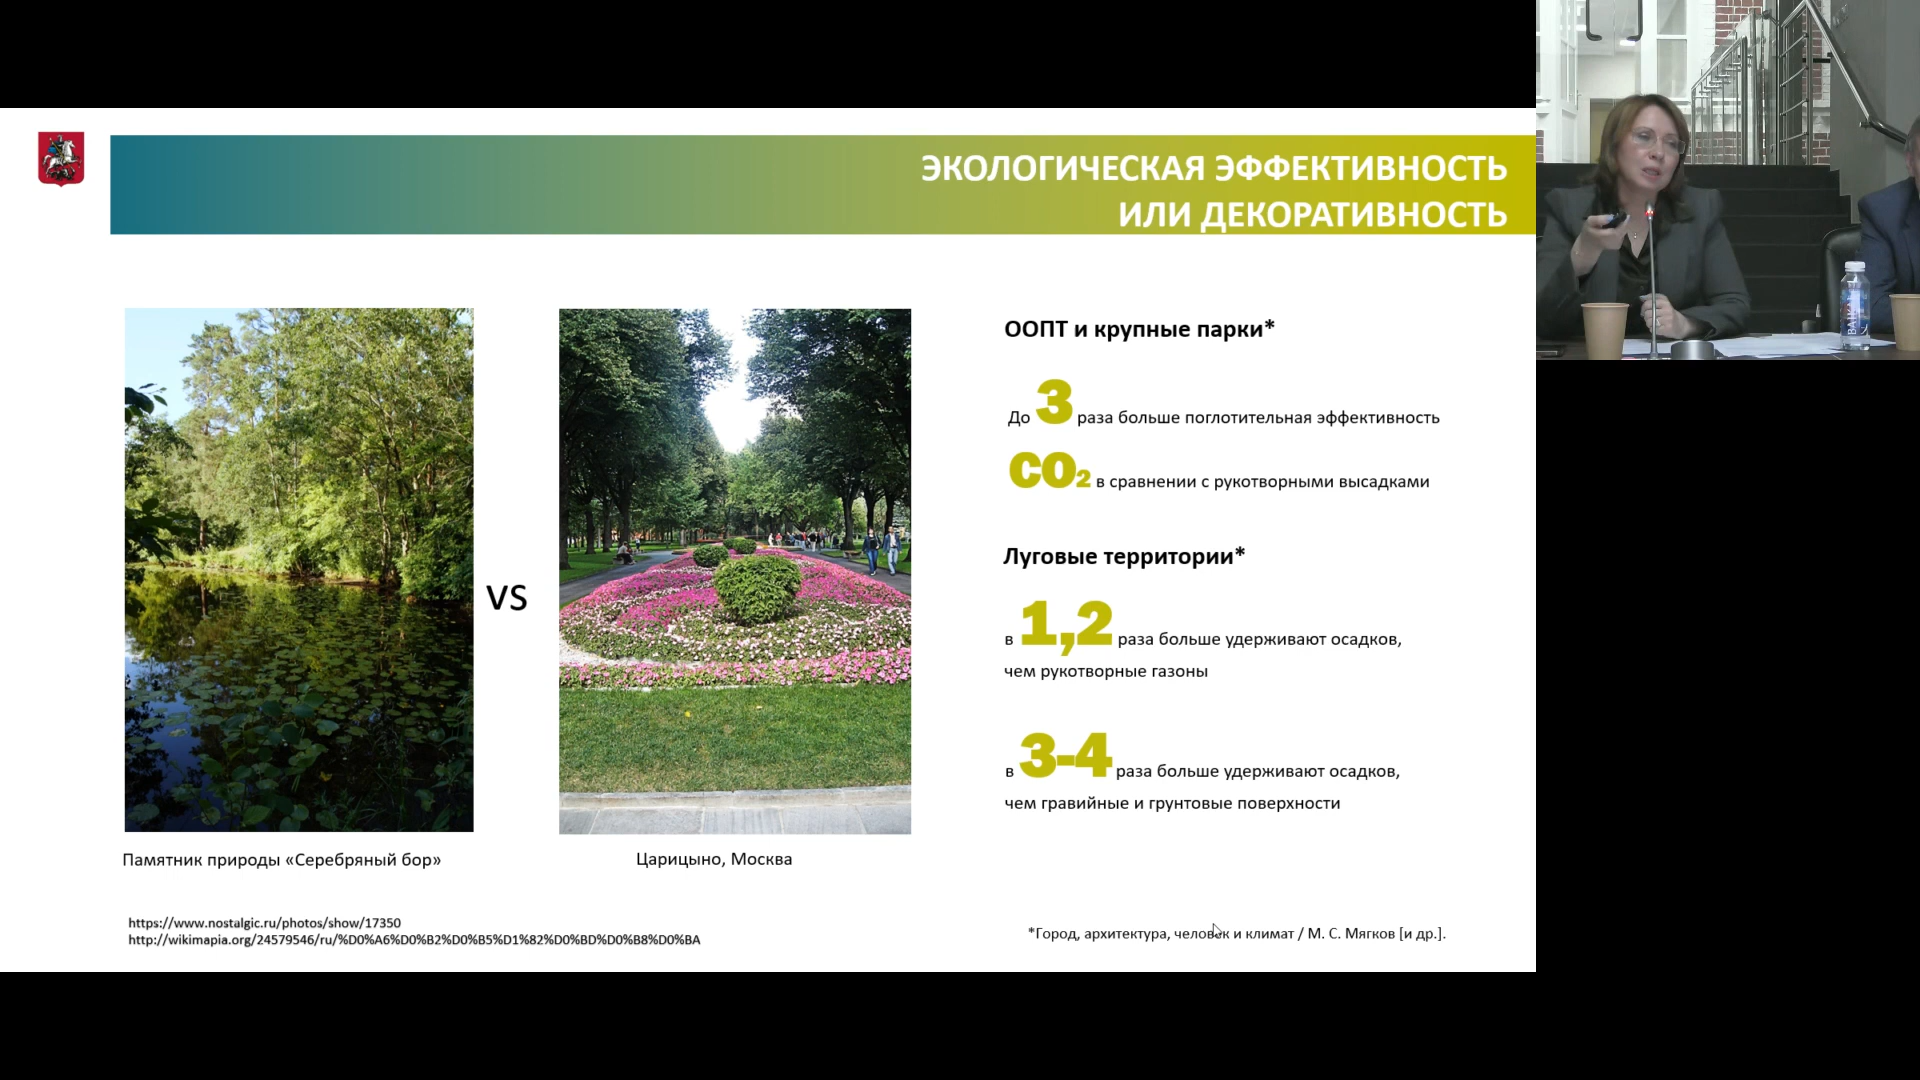 ЭКОЛОГИЧЕСКАЯ ЭФФЕКТИВНОСТЬ
ИЛИ ДЕКОРАТИВНОСТЬ
VS
Памятник природы «Серебряный бор»
Царицыно, Москва
ООПТ и крупные парки*
До 3 раза больше поглотительная эффективность
CO₂ в сравнении с рукотворными высадками
Луговые территории*
в 1,2 раза больше удерживают осадков,
чем рукотворные газоны
в 3-4 раза больше удерживают осадков,
чем гравийные и грунтовые поверхности
https://www.nostalgic.ru/photos/show/17350
http://wikimapia.org/24579546/ru/%D0%A6%D0%B2%D0%B5%D1%82%D0%BD%D0%B8%D0%BA
*Город, архитектура, человек и климат / М. С. Мягков [и др.].